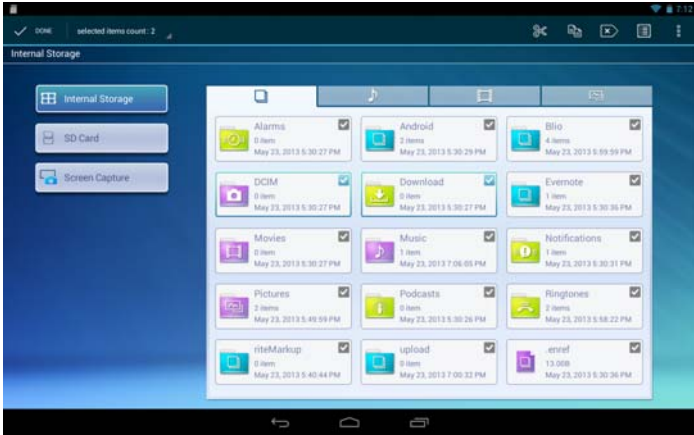 7:12
DONE
selected items count : 2
Internal Storage
Internal Storage
SD Card
Screen Capture
Alarms
0 item
May 23, 2013 5:30:27 PM
Android
2 items
May 23, 2013 5:30:29 PM
Blio
4 items
May 23, 2013 5:59:59 PM
DCIM
0 item
May 23, 2013 5:30:27 PM
Download
0 item
May 23, 2013 5:30:27 PM
Evernote
1 item
May 23, 2013 5:30:36 PM
Movies
0 item
May 23, 2013 5:30:27 PM
Music
1 item
May 23, 2013 7:06:05 PM
Notifications
1 item
May 23, 2013 5:30:31 PM
Pictures
2 items
May 23, 2013 5:49:59 PM
Podcasts
0 item
May 23, 2013 5:30:26 PM
Ringtones
2 items
May 23, 2013 5:58:22 PM
riteMarkup
0 item
May 23, 2013 5:40:44 PM
upload
0 item
May 23, 2013 7:00:32 PM
.enref
13.00B
May 23, 2013 5:30:36 PM